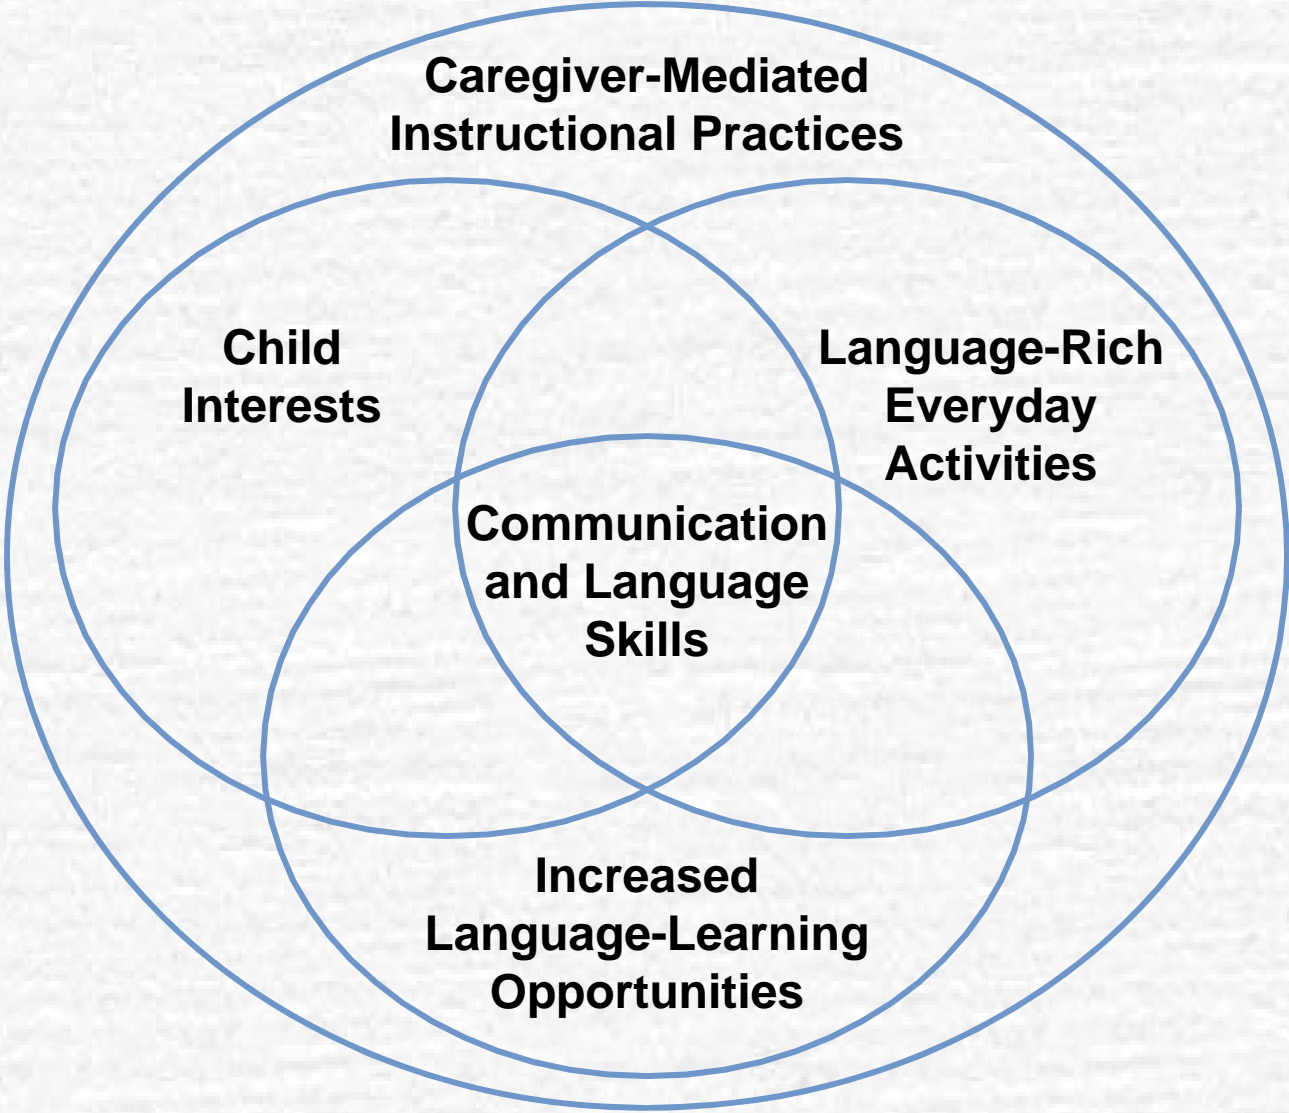 Caregiver-Mediated
Instructional Practices
Child
Interests
Language-Rich
Everyday
Activities
Communication
and Language
Skills
Increased
Language-Learning
Opportunities